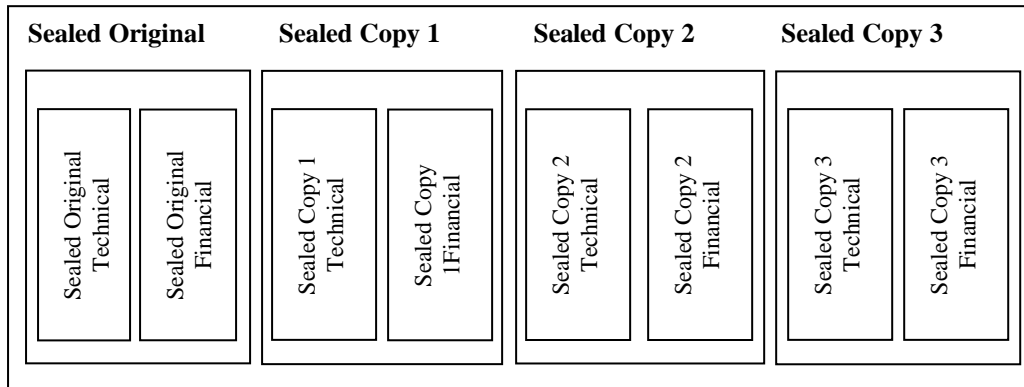 Sealed Original
Sealed Copy 1
Sealed Copy 2
Sealed Copy 3
Sealed Original
Technical
Sealed Original
Financial
Sealed Copy 1
Technical
Sealed Copy
1Financial
Sealed Copy 2
Technical
Sealed Copy 2
Financial
Sealed Copy 3
Technical
Sealed Copy 3
Financial